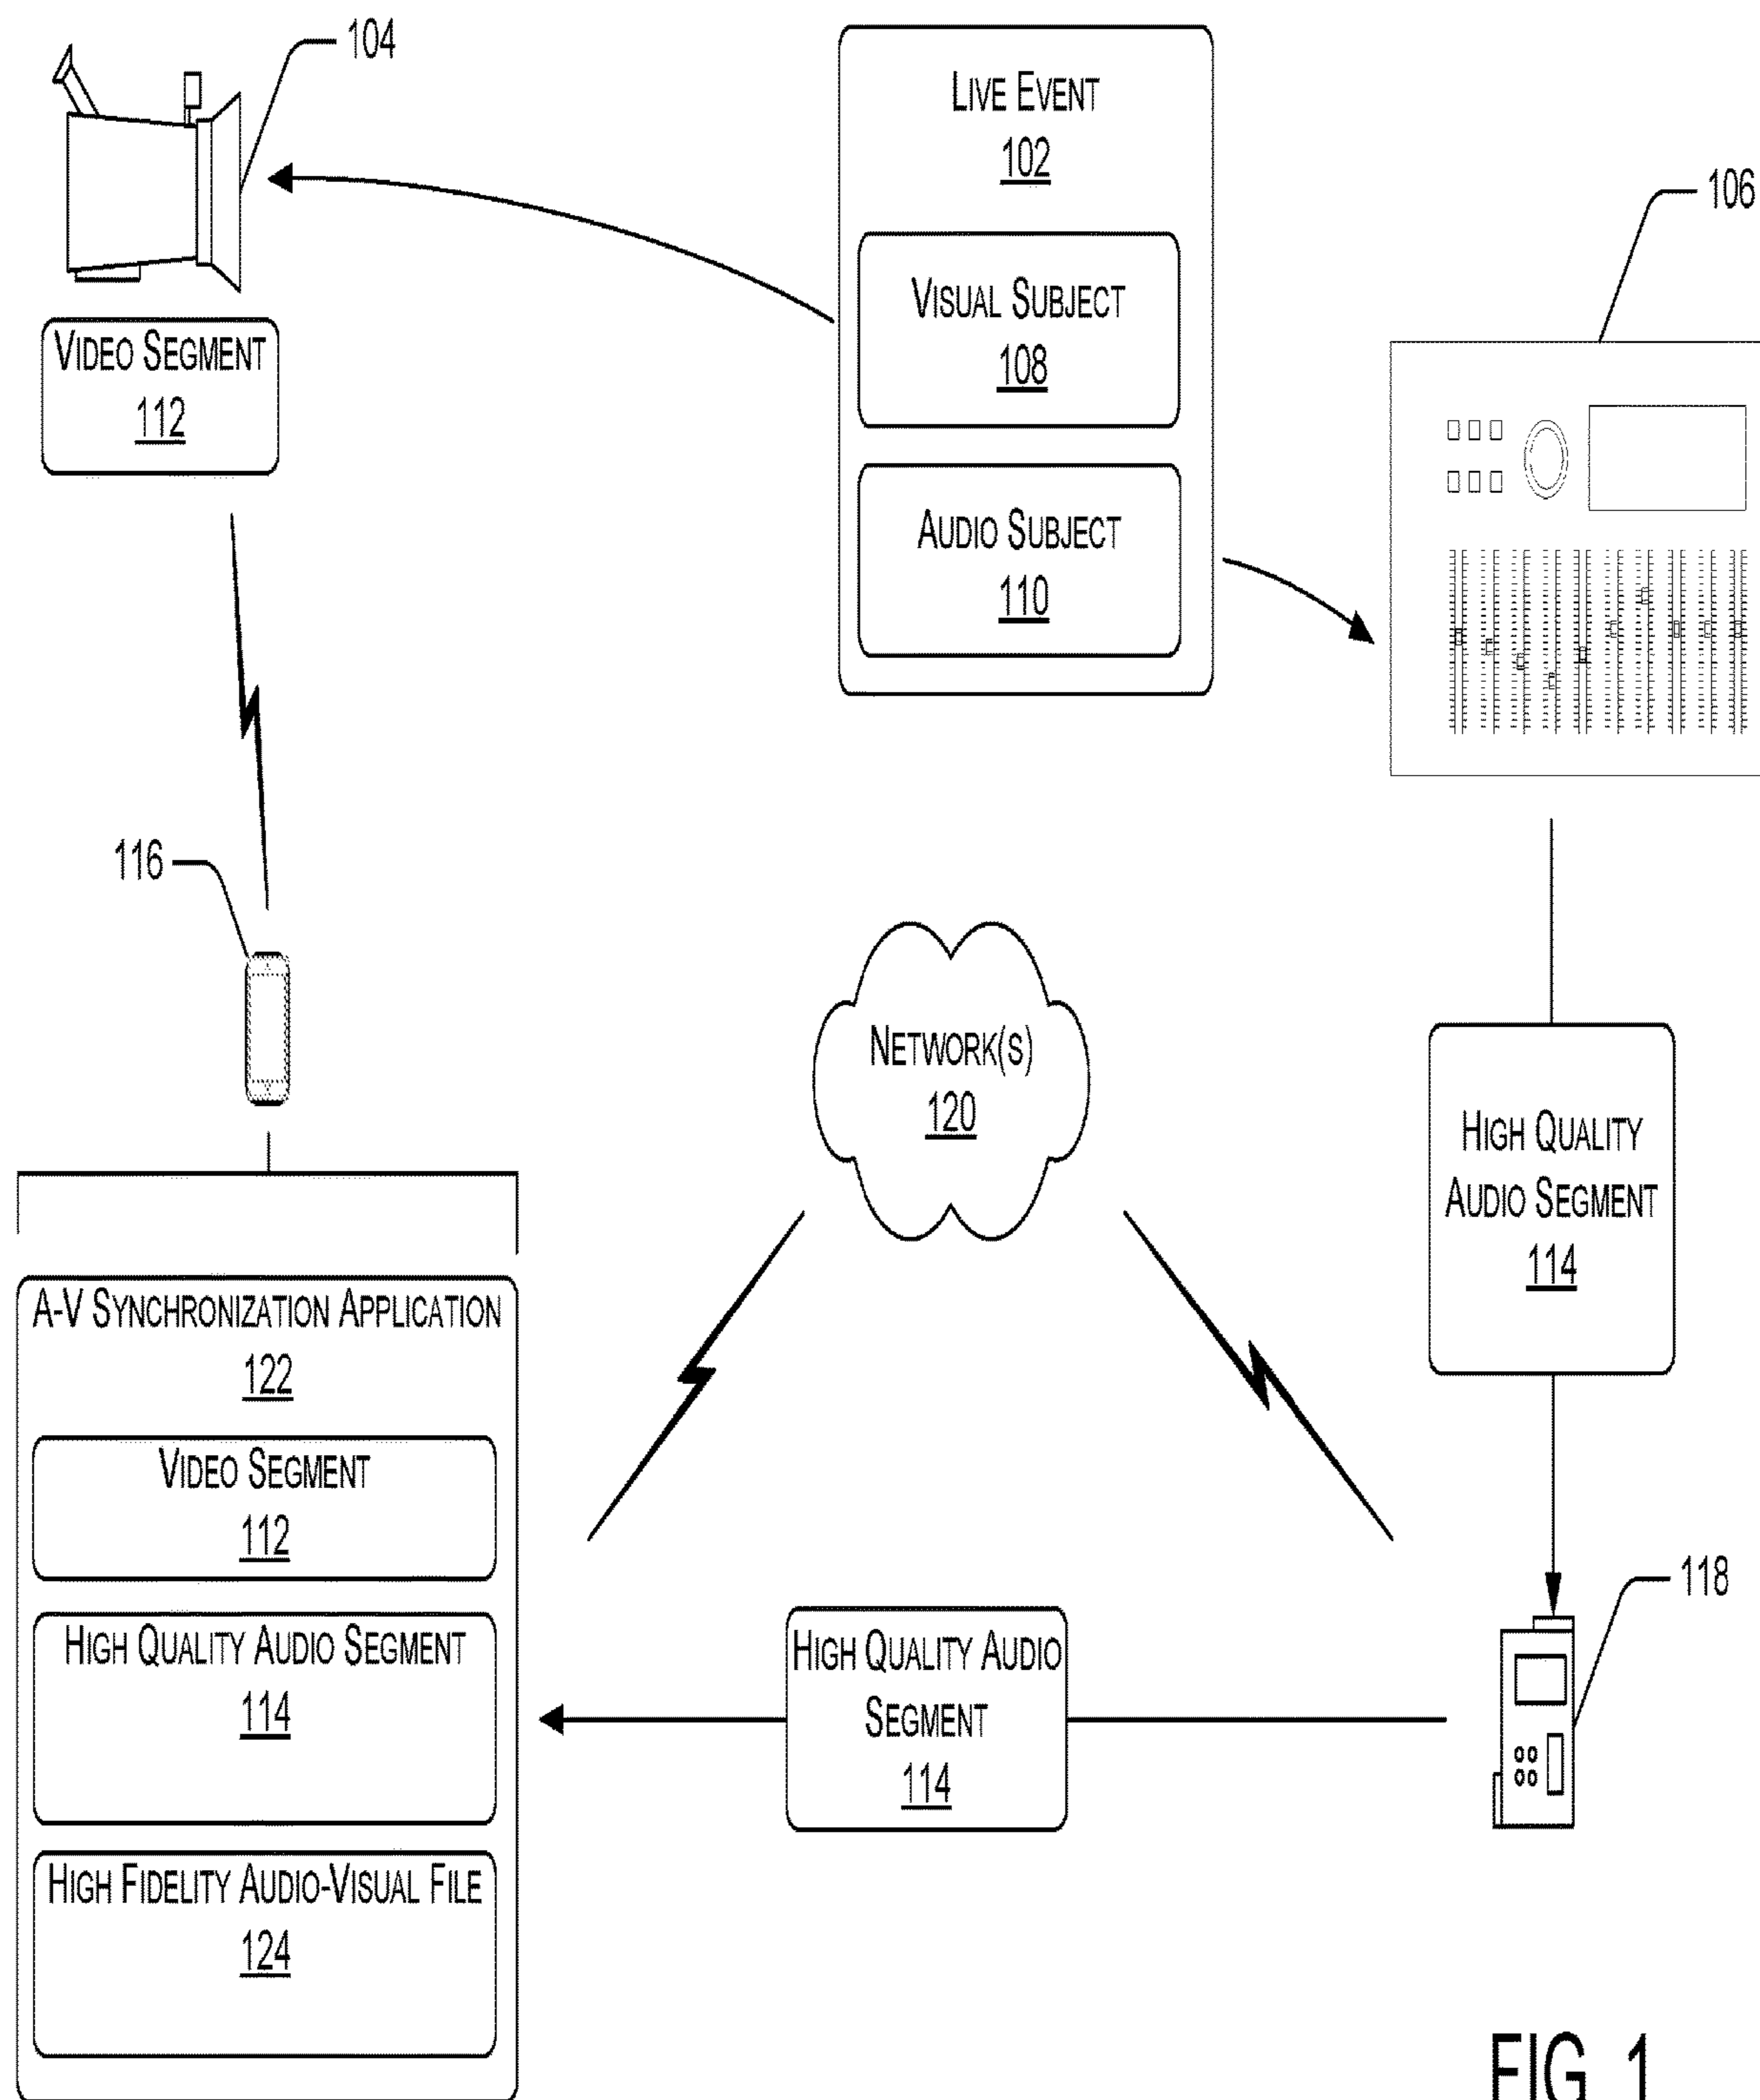 104
LIVE EVENT
102
106
VISUAL SUBJECT
108
VIDEO SEGMENT
112
AUDIO SUBJECT
110
116
NETWORK(S)
120
HIGH QUALITY
AUDIO SEGMENT
114
A-V SYNCHRONIZATION APPLICATION
122
VIDEO SEGMENT
112
118
HIGH QUALITY AUDIO SEGMENT
114
HIGH QUALITY AUDIO
SEGMENT
114
HIGH FIDELITY AUDIO-VISUAL FILE
124
FIG. 1